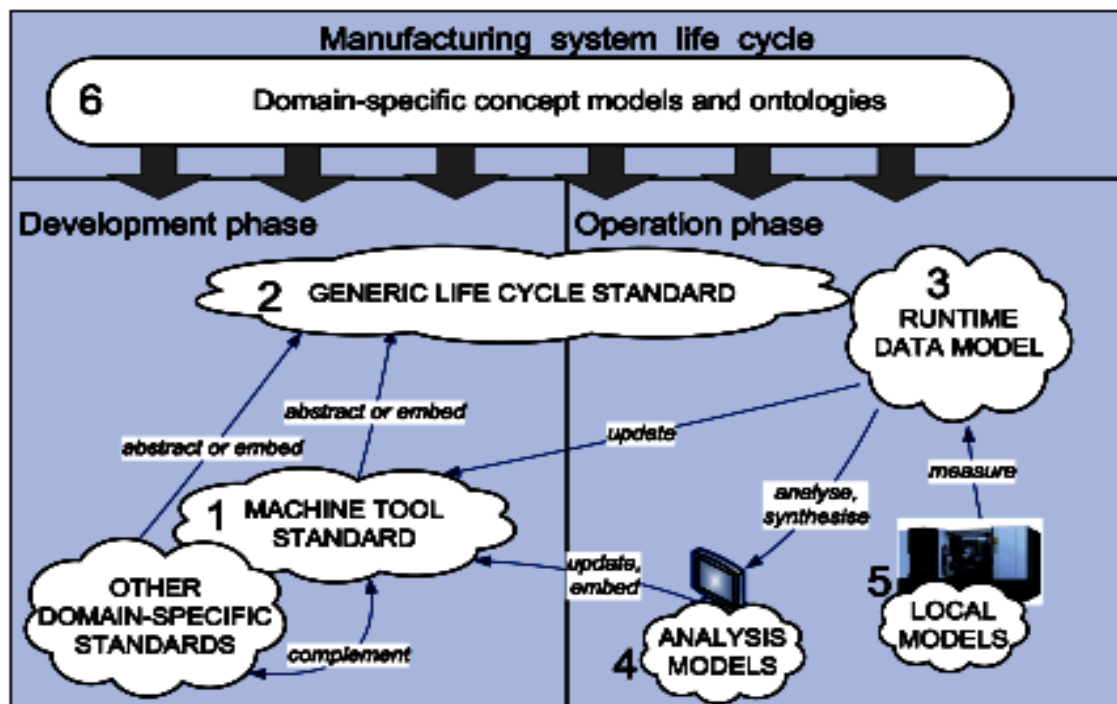 Manufacturing system life cycle
6
Domain-specific concept models and ontologies
Development phase
Operation phase
2
GENERIC LIFE CYCLE STANDARD
3
RUNTIME
DATA MODEL
abstract or embed
abstract or embed
update
measure
analyse,
synthesise
1
MACHINE TOOL
STANDARD
update,
embed
OTHER
DOMAIN-SPECIFIC
STANDARDS
complement
4
ANALYSIS
MODELS
5
LOCAL
MODELS